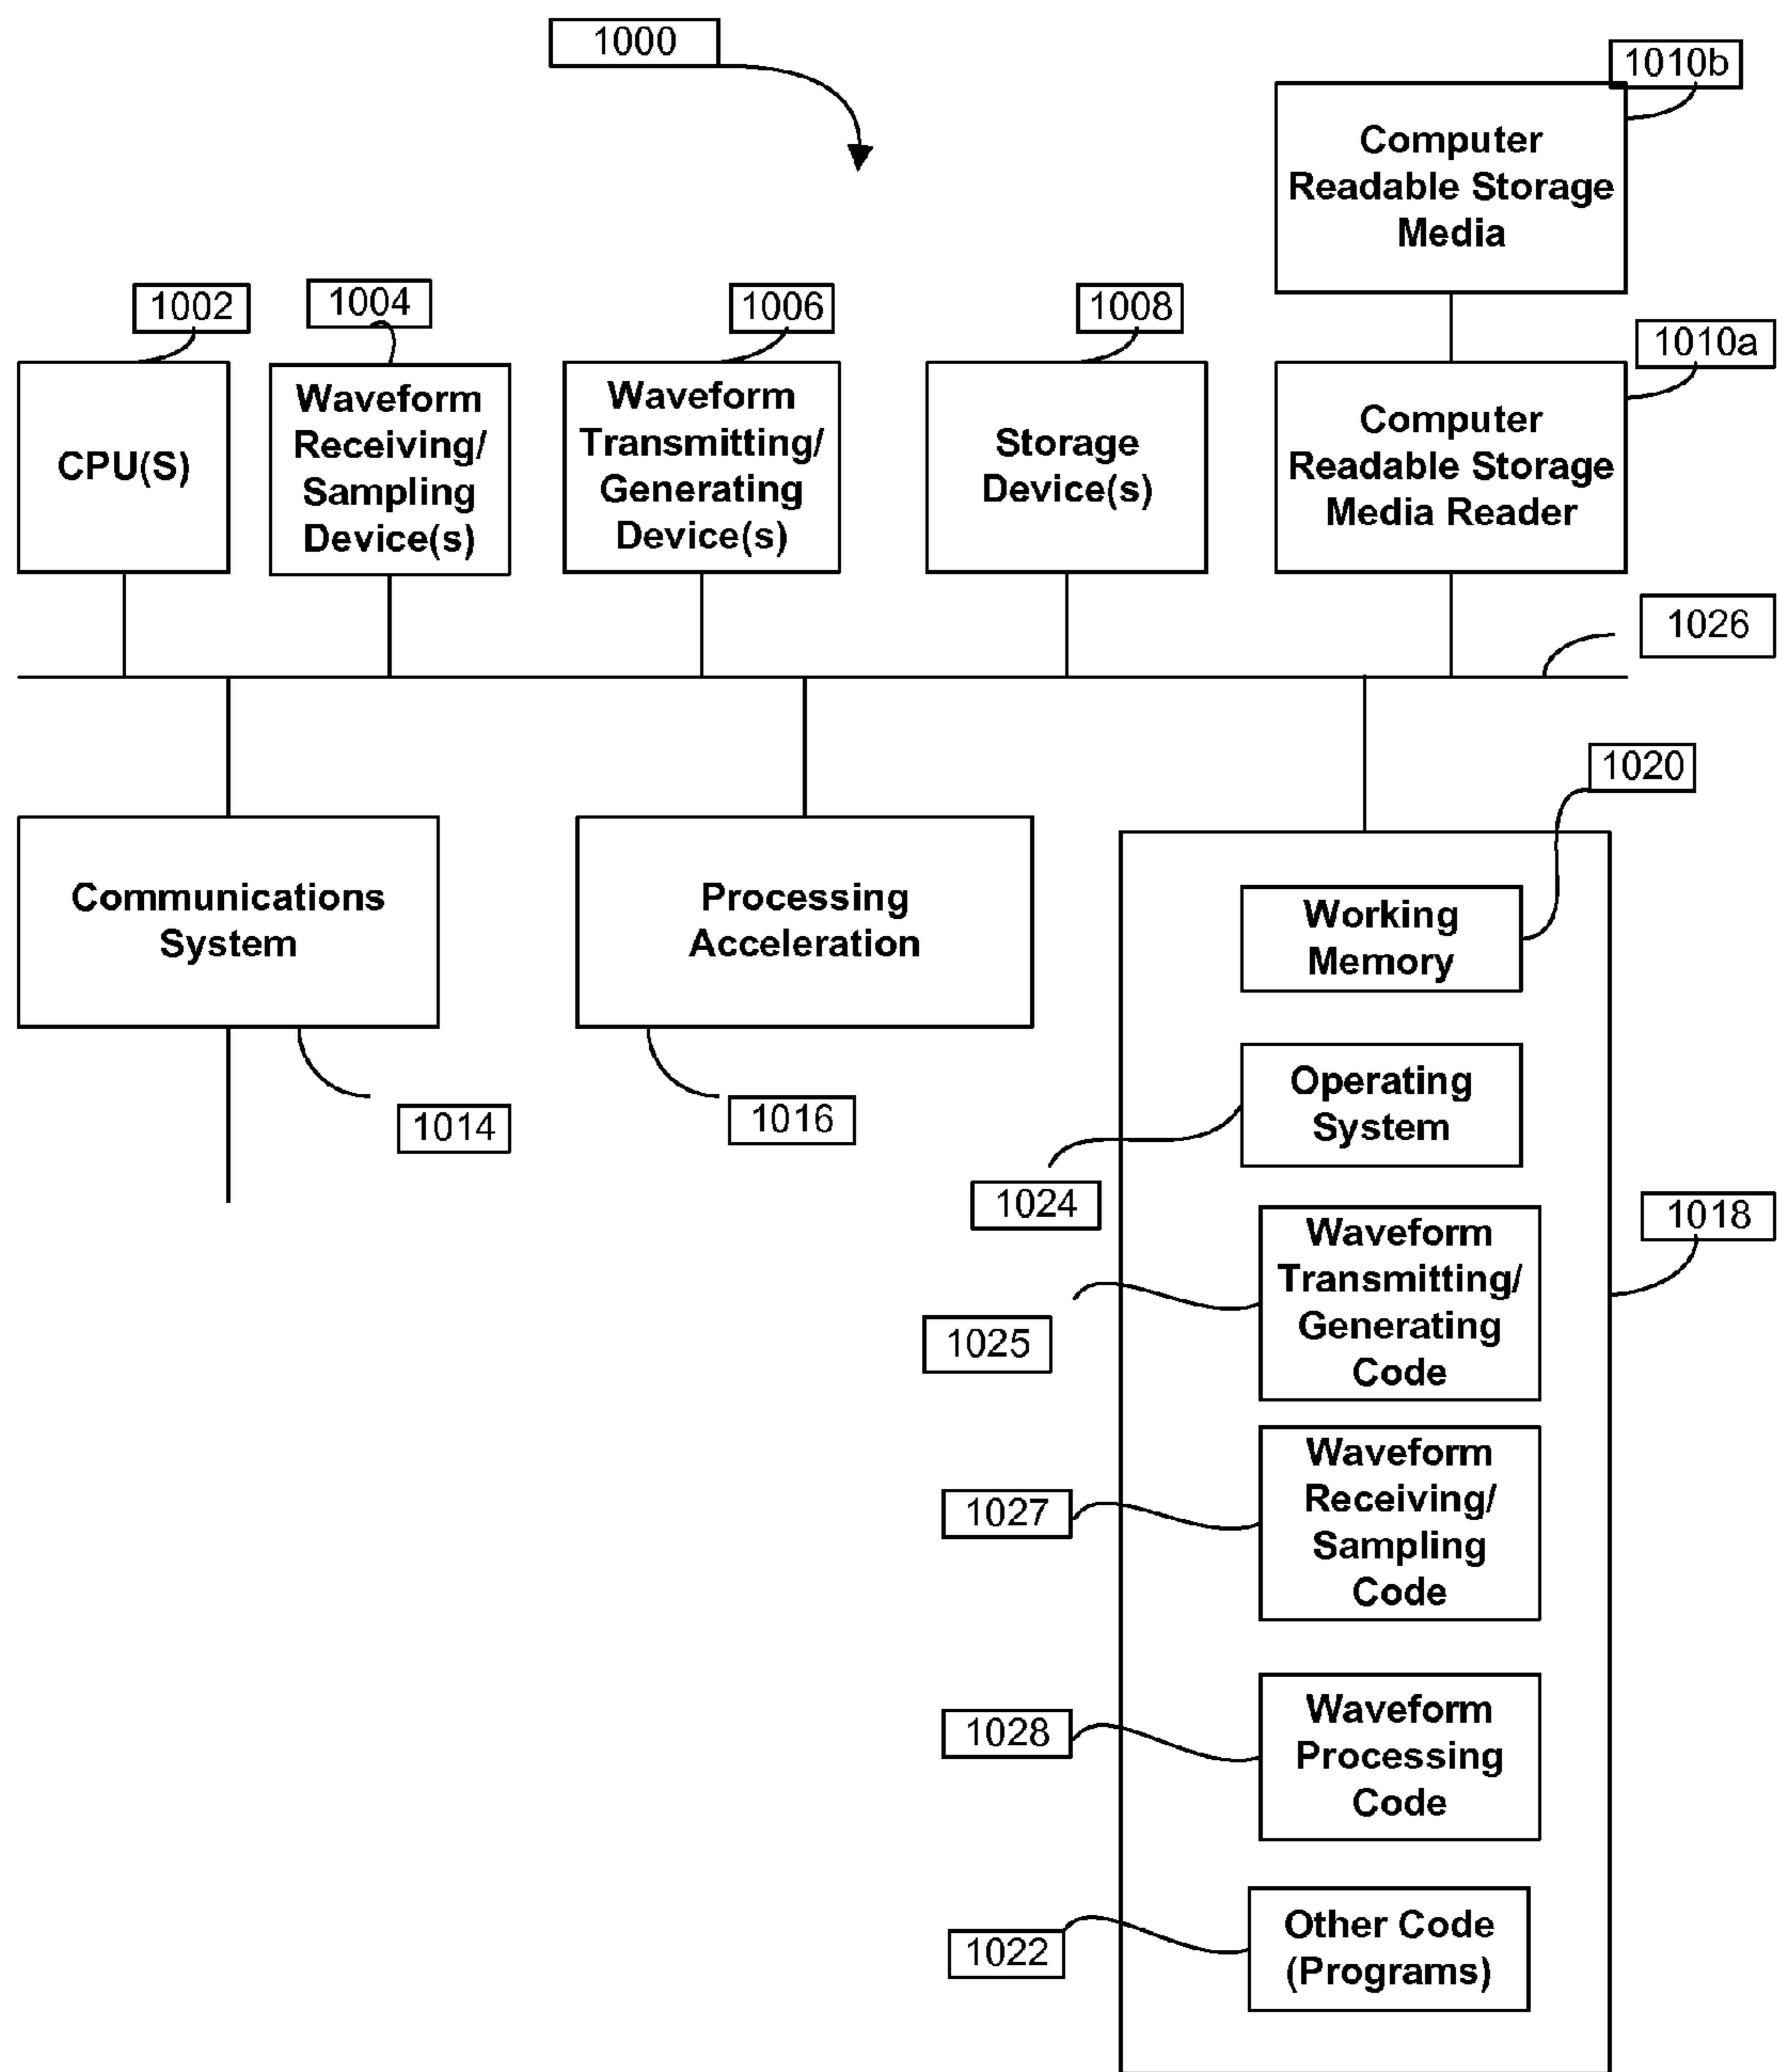 1000
1010b
Computer
Readable Storage
Media
1002
1004
1006
1008
1010a
CPU(S)
Waveform
Receiving/
Sampling
Device(s)
Waveform
Transmitting/
Generating
Device(s)
Storage
Device(s)
Computer
Readable Storage
Media Reader
1026
1020
Communications
System
Processing
Acceleration
Working
Memory
1014
1016
Operating
System
1024
1018
Waveform
Transmitting/
Generating
Code
1025
Waveform
Receiving/
Sampling
Code
1027
Waveform
Processing
Code
1028
Other Code
(Programs)
1022